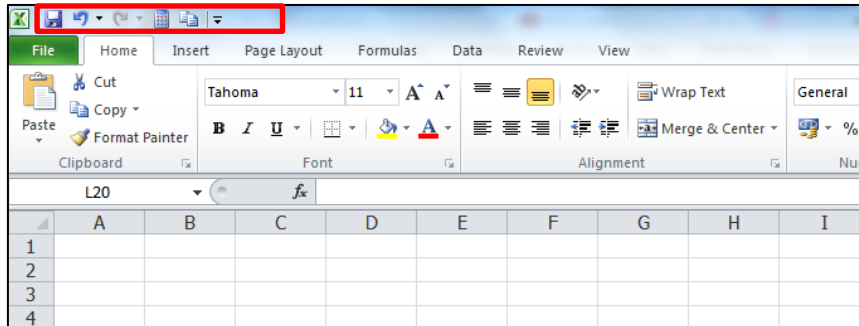 File Home Insert Page Layout Formulas Data Review View
Cut
Copy
Paste
Format Painter
Clipboard
Tahoma 11 A A
B I U A
Font
Wrap Text
Merge & Center
Alignment
General
%
Nu
L20 fx
A B C D E F G H I
1
2
3
4